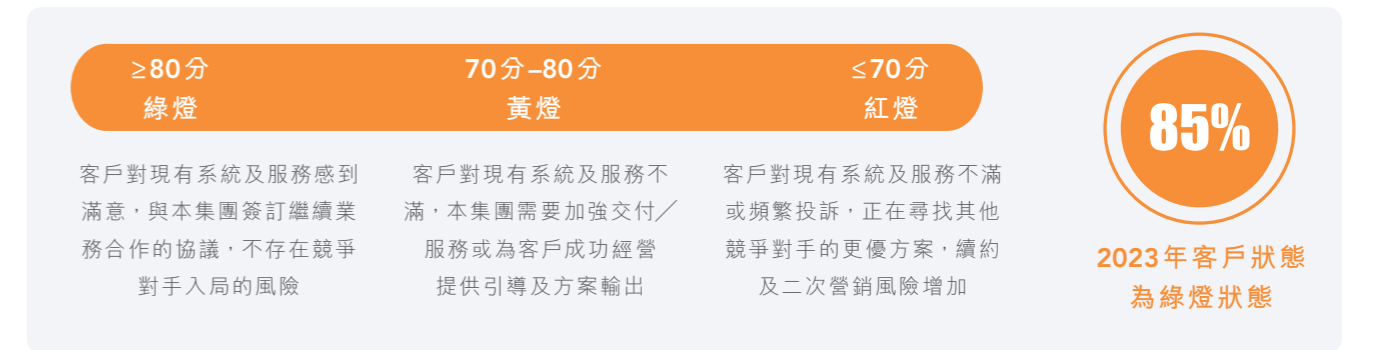 ≥80分
綠燈
客戶對現有系統及服務感到
滿意，與本集團簽訂繼續業
務合作的協議，不存在競爭
對手入局的風險
70分–80分
黃燈
客戶對現有系統及服務不
滿，本集團需要加強交付／
服務或為客戶成功經營
提供引導及方案輸出
≤70分
紅燈
客戶對現有系統及服務不滿
或頻繁投訴，正在尋找其他
競爭對手的更優方案，續約
及二次營銷風險增加
85%
2023年客戶狀態
為綠燈狀態